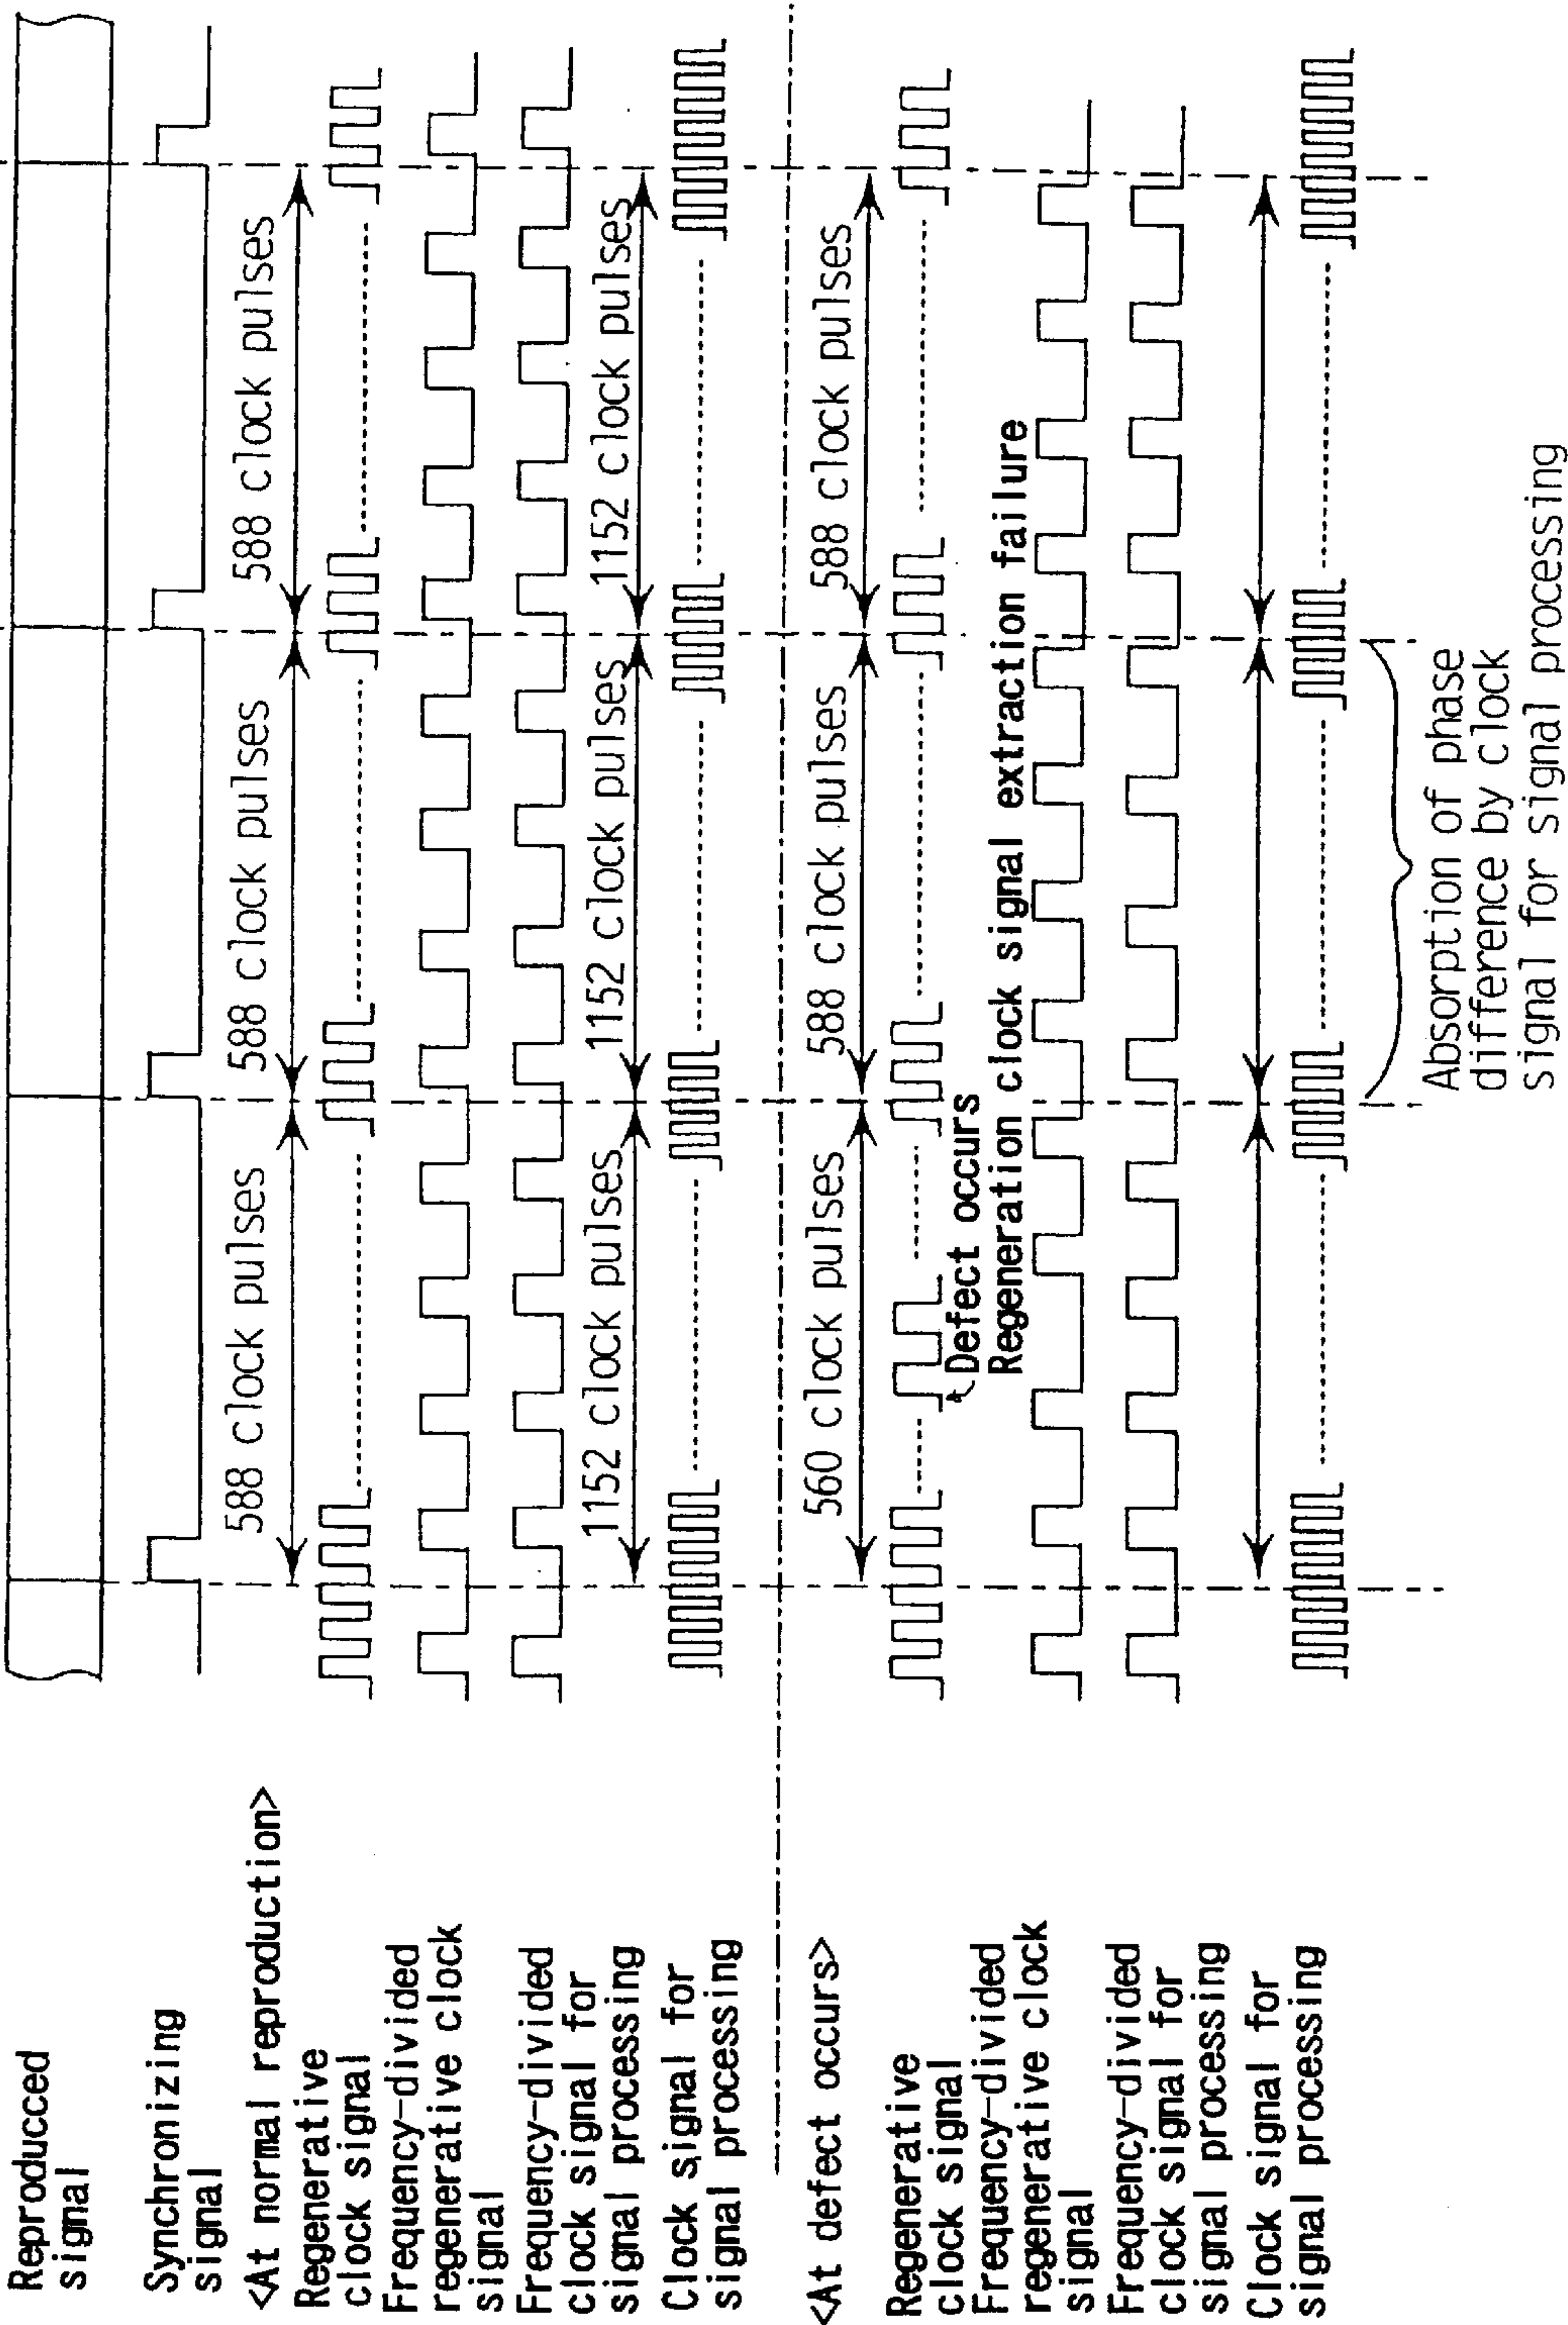 Reproducced
signal
Synchronizing
signal
<At normal reproduction>
588 clock pulses
588 clock pulses
588 clock pulses
Regenerative
clock signal
Frequency-divided
regenerative clock
signal
Frequency-divided
clock signal for
signal processing
1152 clock pulses
1152 clock pulses
1152 clock pulses
Clock signal for
signal processing
<At defect occurs>
560 clock pulses
588 clock pulses
588 clock pulses
Regenerative
clock signal
Defect occurs
Regeneration clock signal extraction failure
Frequency-divided
regenerative clock
signal
Frequency-divided
clock signal for
signal processing
Clock signal for
signal processing
Absorption of phase
difference by clock
signal for signal processing